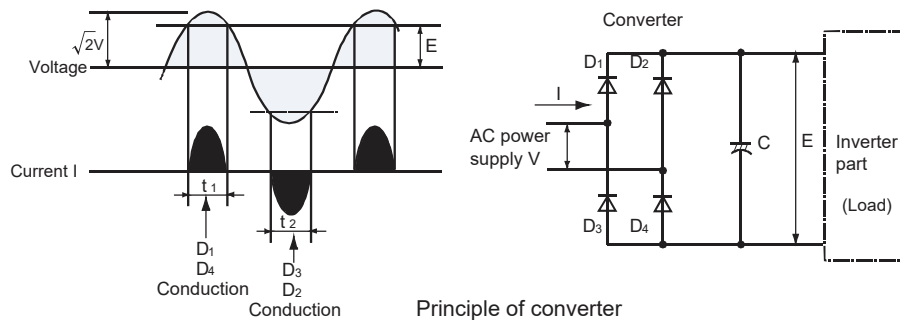 √2V
Voltage
E
Current I
t1
t2
D1
D4
Conduction
D3
D2
Conduction
Converter
D1
D2
I
AC power
supply V
C
E
Inverter
part
(Load)
D3
D4
Principle of converter